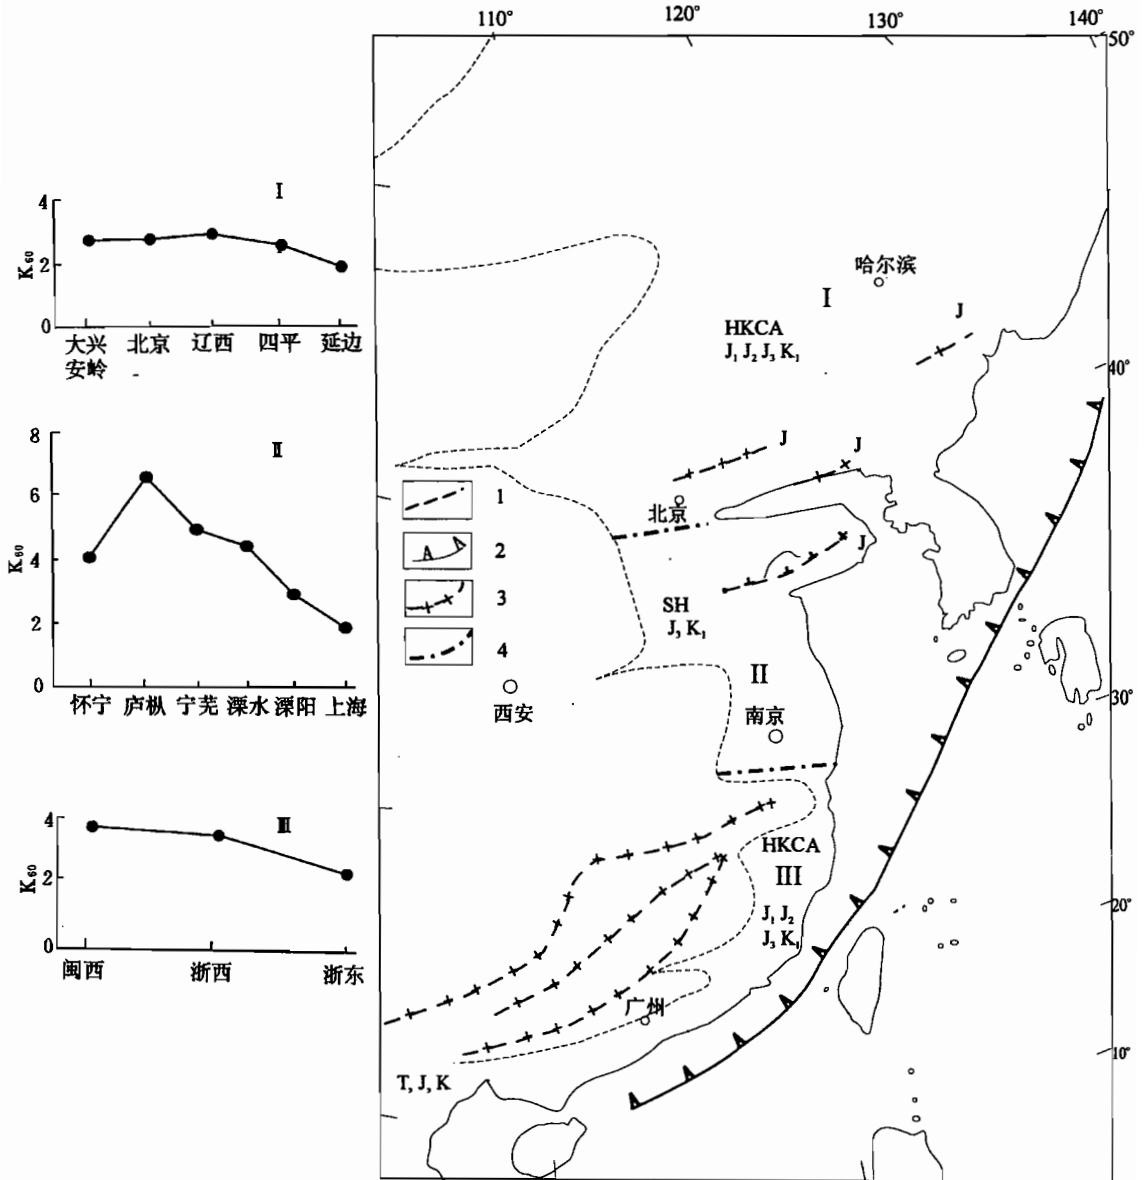 110°
120°
130°
140°
50°
40°
30°
20°
10°
Ⅰ
4
2
0
K₆₀
大兴安岭
北京
辽西
四平
延边
Ⅱ
8
6
4
2
0
K₆₀
怀宁
庐枞
宁芜
溧水
溧阳
上海
Ⅲ
4
2
0
K₆₀
闽西
浙西
浙东
哈尔滨
I
J
HKCA
J₁ J₂ J₃ K₁
J
J
北京
J
1
2
3
4
SH
J₃ K₁
II
西安
南京
HKCA
III
J₁ J₂
J₃ K₁
广州
T, J, K